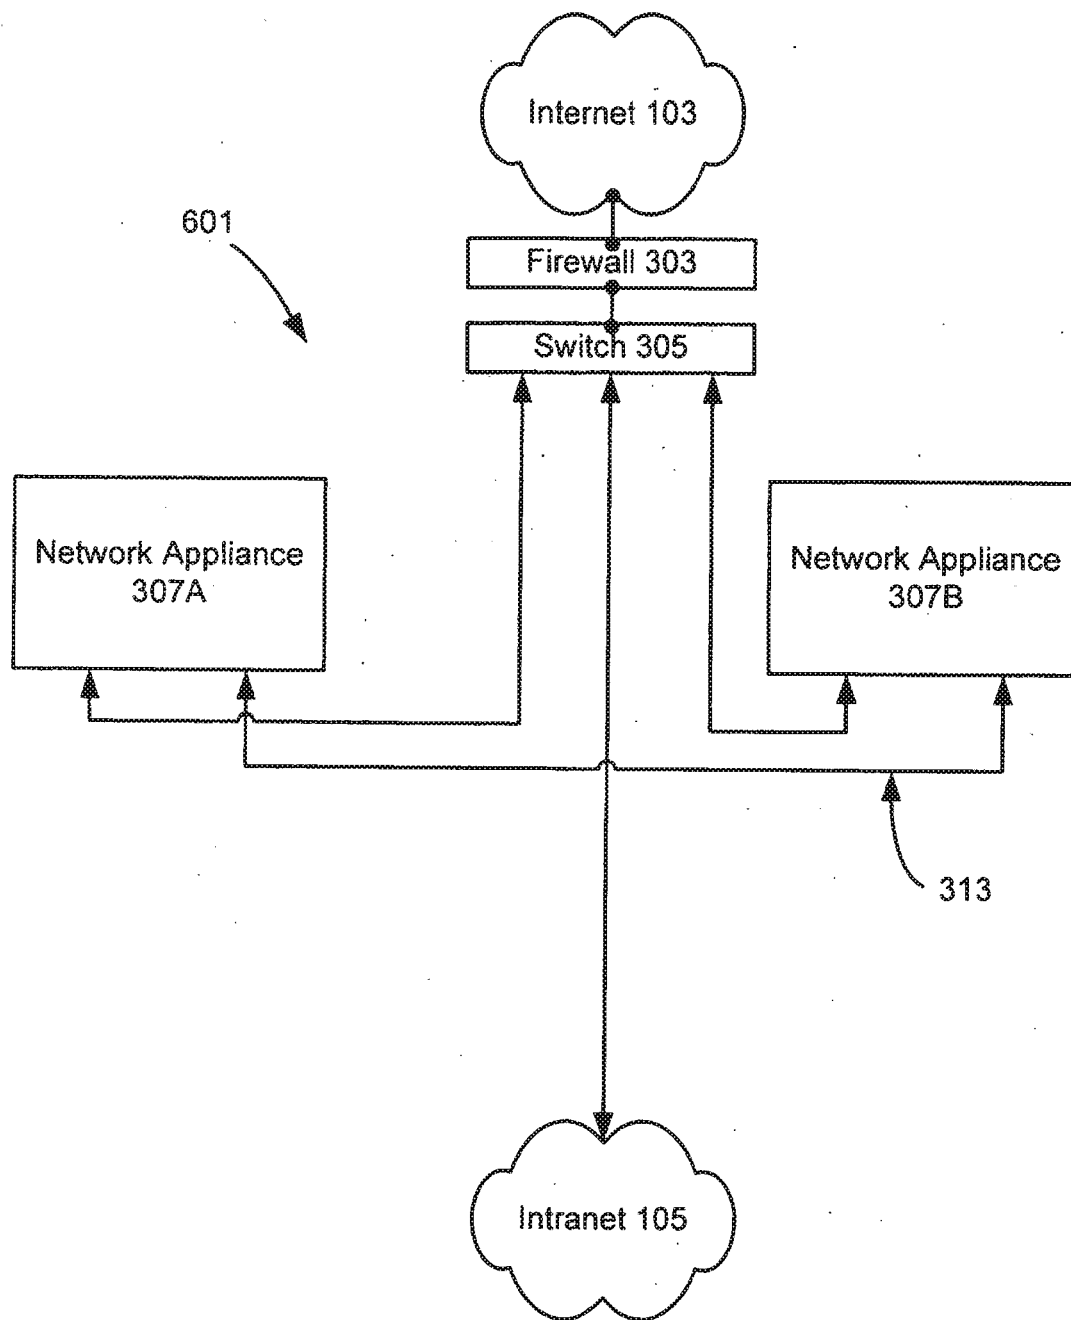 Internet 103
601
Firewall 303
Switch 305
Network Appliance
307A
Network Appliance
307B
313
Intranet 105